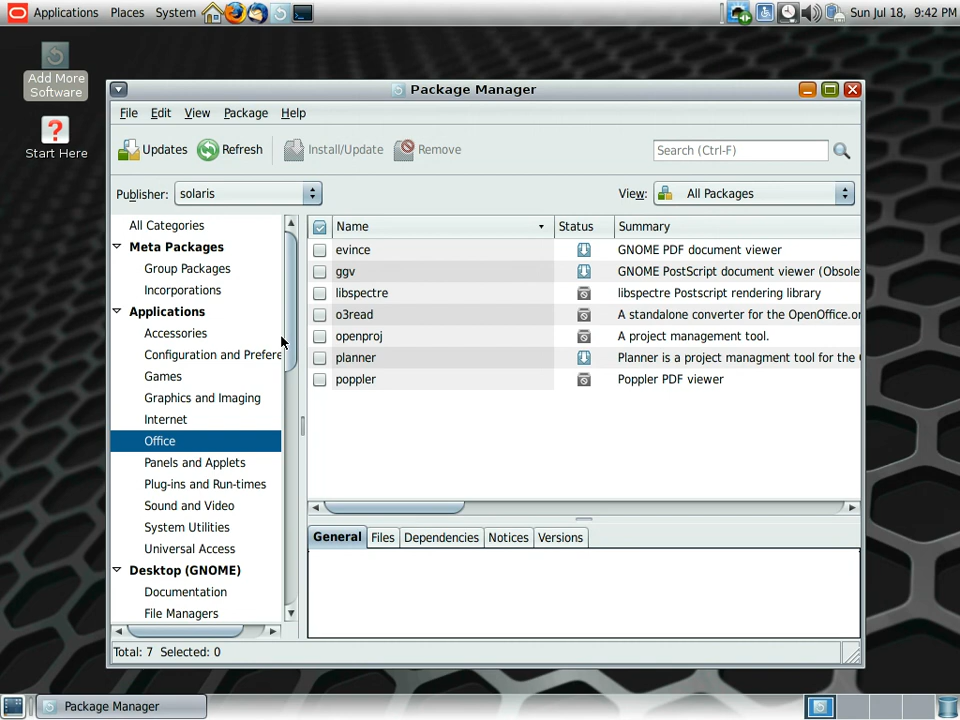 Applications Places System
Sun Jul 18, 9:42 PM
Add More
Software
Start Here
Package Manager
File Edit View Package Help
Updates Refresh Install/Update Remove Search (Ctrl-F)
Publisher: solaris View: All Packages
All Categories
Meta Packages
Group Packages
Incorporations
Applications
Accessories
Configuration and Prefere
Games
Graphics and Imaging
Internet
Office
Panels and Applets
Plug-ins and Run-times
Sound and Video
System Utilities
Universal Access
Desktop (GNOME)
Documentation
File Managers
Name Status Summary
evince GNOME PDF document viewer
ggv GNOME PostScript document viewer (Obsole
libspectre libspectre Postscript rendering library
o3read A standalone converter for the OpenOffice.or
openproj A project management tool.
planner Planner is a project managment tool for the
poppler Poppler PDF viewer
General Files Dependencies Notices Versions
Total: 7 Selected: 0
Package Manager